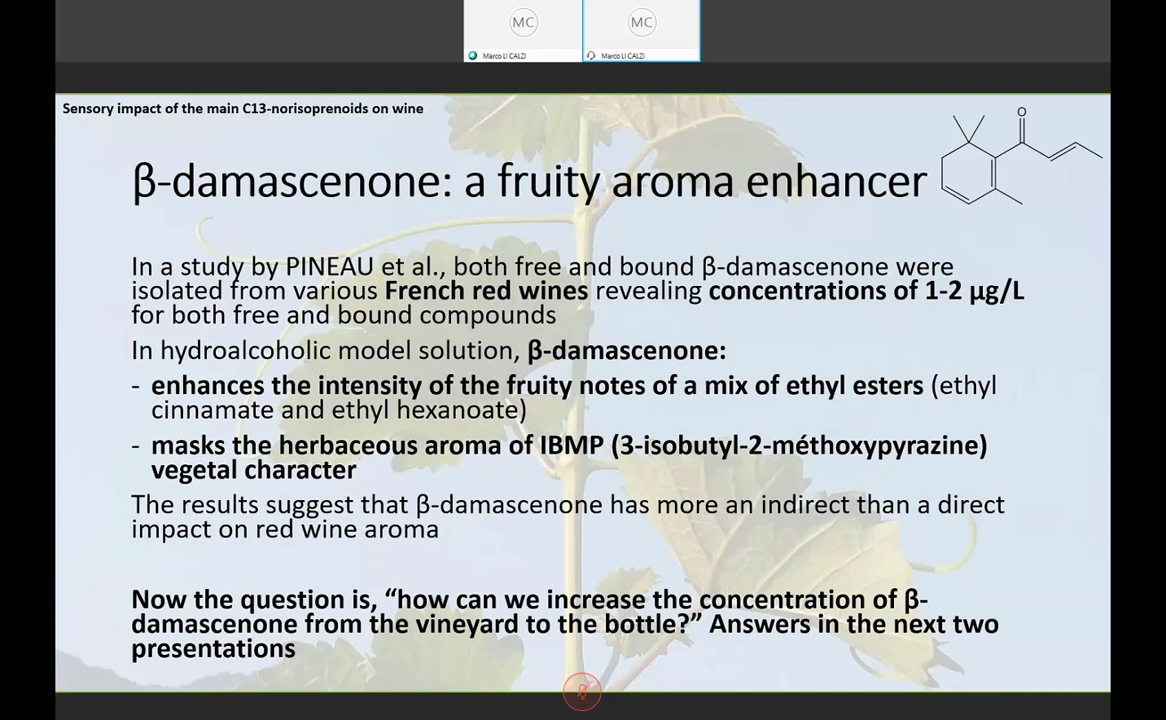 MC
MC
Marco LI CALZI
Marco LI CALZI
Sensory impact of the main C13-norisoprenoids on wine
O
β-damascenone: a fruity aroma enhancer
In a study by PINEAU et al., both free and bound β-damascenone were
isolated from various French red wines revealing concentrations of 1-2 µg/L
for both free and bound compounds
In hydroalcoholic model solution, β-damascenone:
- enhances the intensity of the fruity notes of a mix of ethyl esters (ethyl
cinnamate and ethyl hexanoate)
- masks the herbaceous aroma of IBMP (3-isobutyl-2-méthoxypyrazine)
vegetal character
The results suggest that β-damascenone has more an indirect than a direct
impact on red wine aroma
Now the question is, “how can we increase the concentration of β-
damascenone from the vineyard to the bottle?” Answers in the next two
presentations